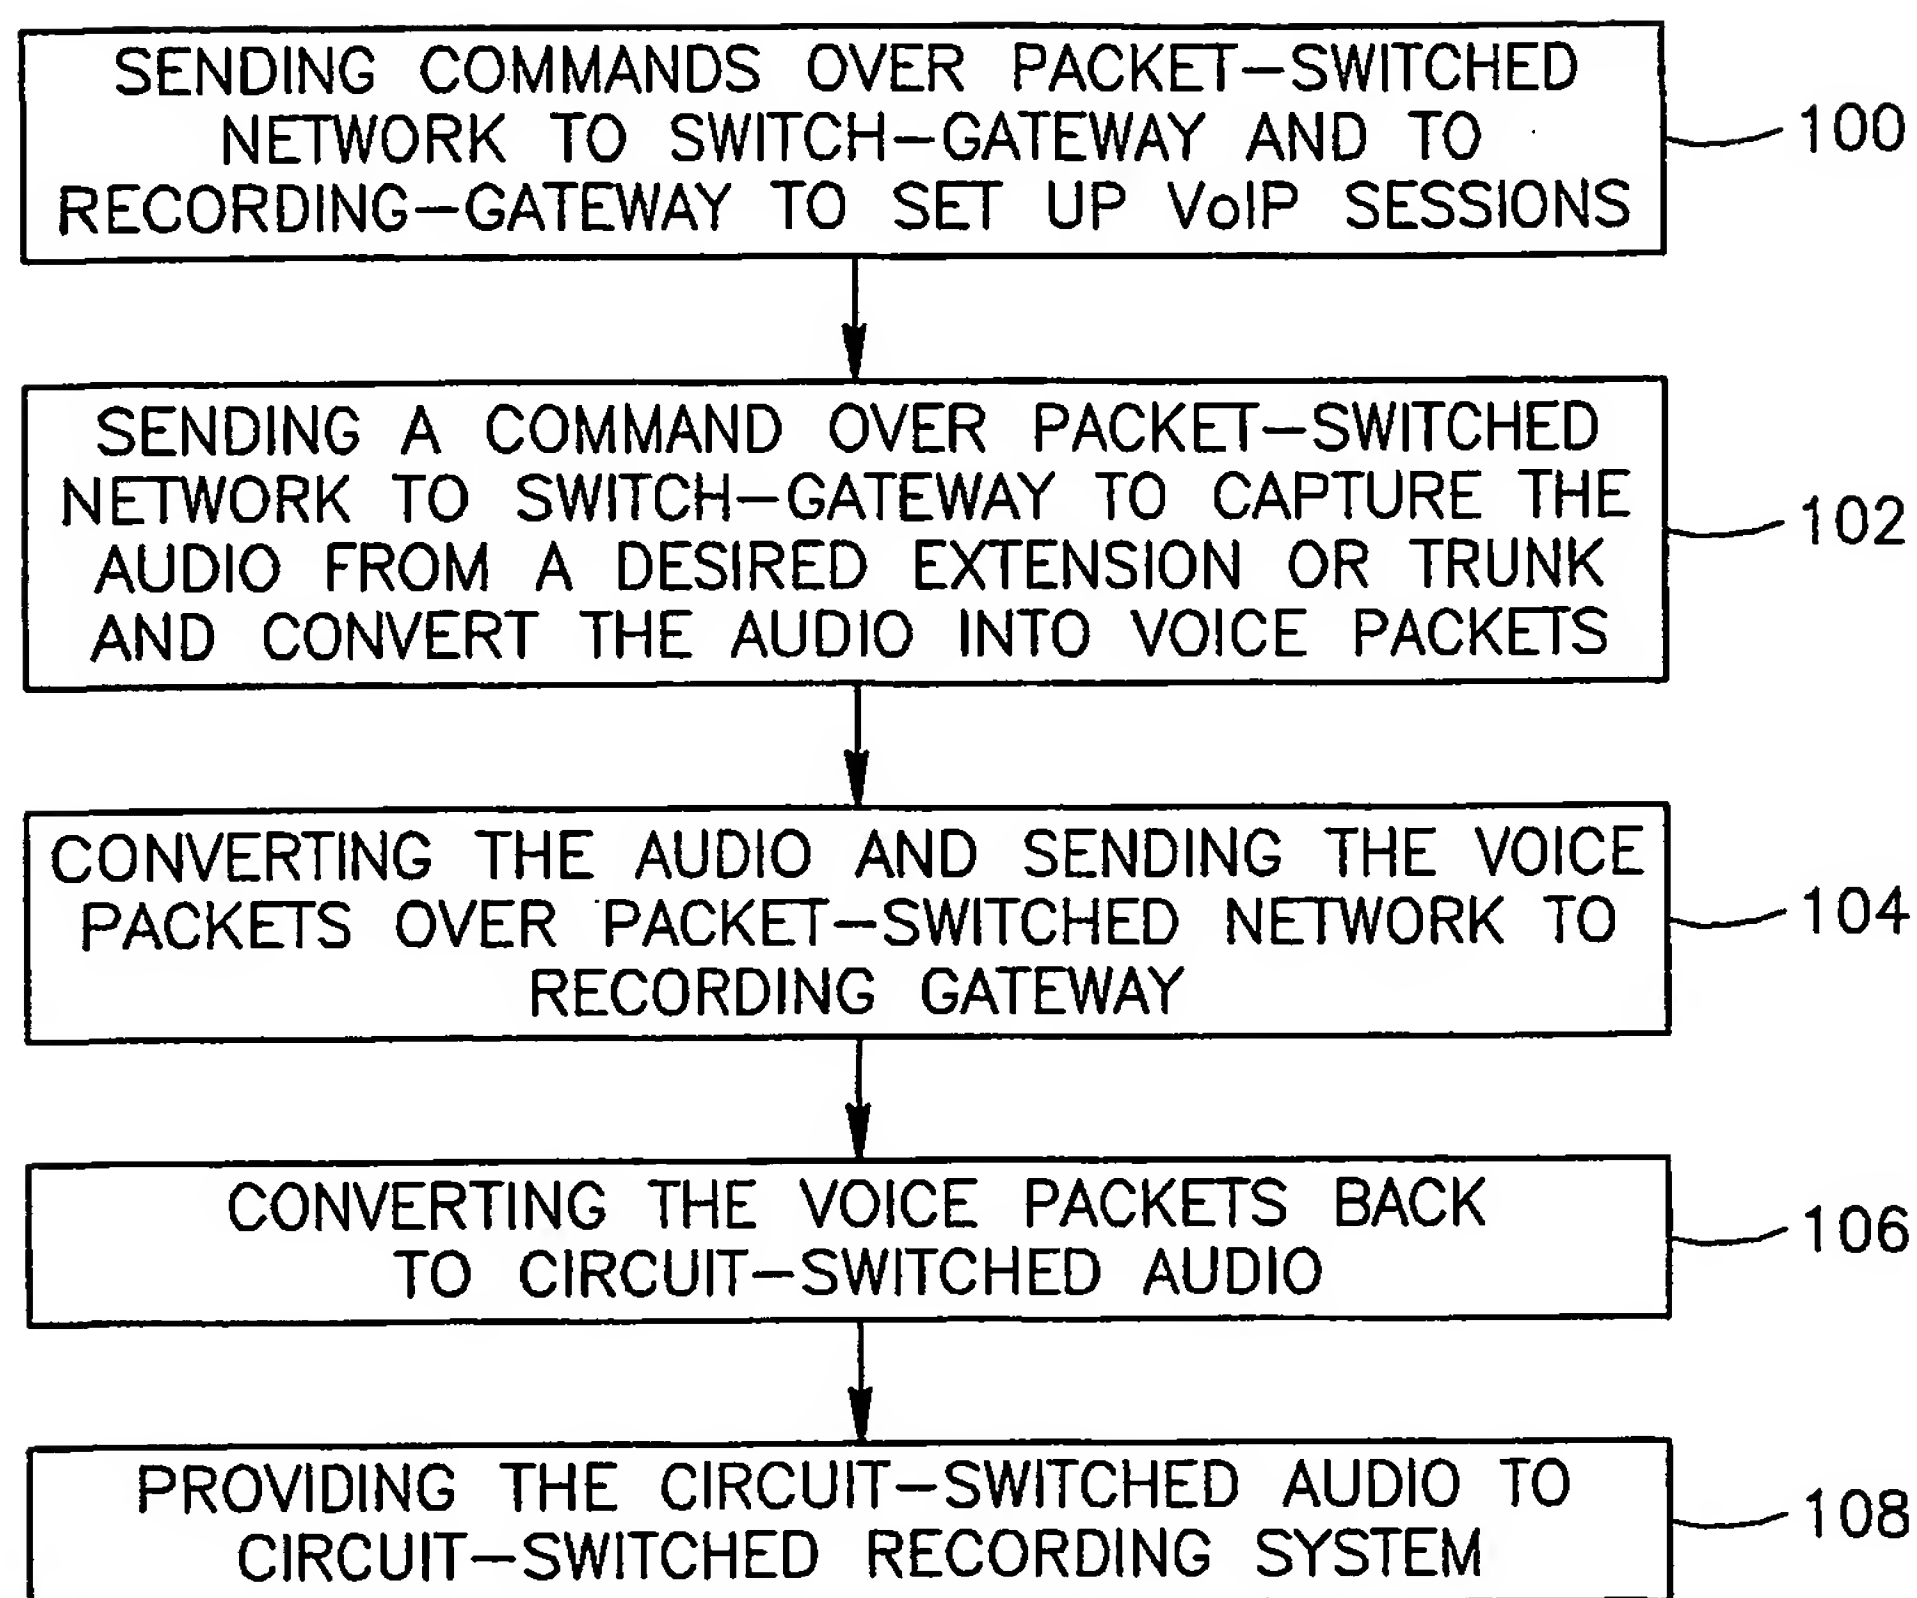 SENDING COMMANDS OVER PACKET–SWITCHED
NETWORK TO SWITCH–GATEWAY AND TO
RECORDING–GATEWAY TO SET UP VoIP SESSIONS
100
SENDING A COMMAND OVER PACKET–SWITCHED
NETWORK TO SWITCH–GATEWAY TO CAPTURE THE
AUDIO FROM A DESIRED EXTENSION OR TRUNK
AND CONVERT THE AUDIO INTO VOICE PACKETS
102
CONVERTING THE AUDIO AND SENDING THE VOICE
PACKETS OVER PACKET–SWITCHED NETWORK TO
RECORDING GATEWAY
104
CONVERTING THE VOICE PACKETS BACK
TO CIRCUIT–SWITCHED AUDIO
106
PROVIDING THE CIRCUIT–SWITCHED AUDIO TO
CIRCUIT–SWITCHED RECORDING SYSTEM
108